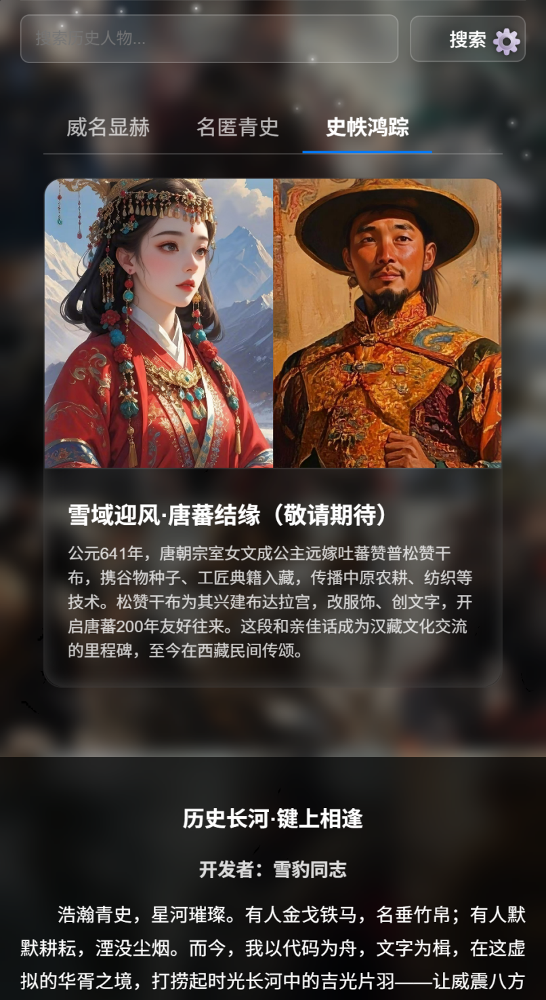 搜索历史人物...
搜索
威名显赫 名匿青史 史帙鸿踪
雪域迎风·唐蕃结缘（敬请期待）
公元641年，唐朝宗室女文成公主远嫁吐蕃赞普松赞干
布，携谷物种子、工匠典籍入藏，传播中原农耕、纺织等
技术。松赞干布为其兴建布达拉宫，改服饰、创文字，开
启唐蕃200年友好往来。这段和亲佳话成为汉藏文化交流
的里程碑，至今在西藏民间传颂。
历史长河·键上相逢
开发者：雪豹同志
浩瀚青史，星河璀璨。有人金戈铁马，名垂竹帛；有人默
默耕耘，湮没尘烟。而今，我以代码为舟，文字为楫，在这虚
拟的华胥之境，打捞起时光长河中的吉光片羽——让威震八方